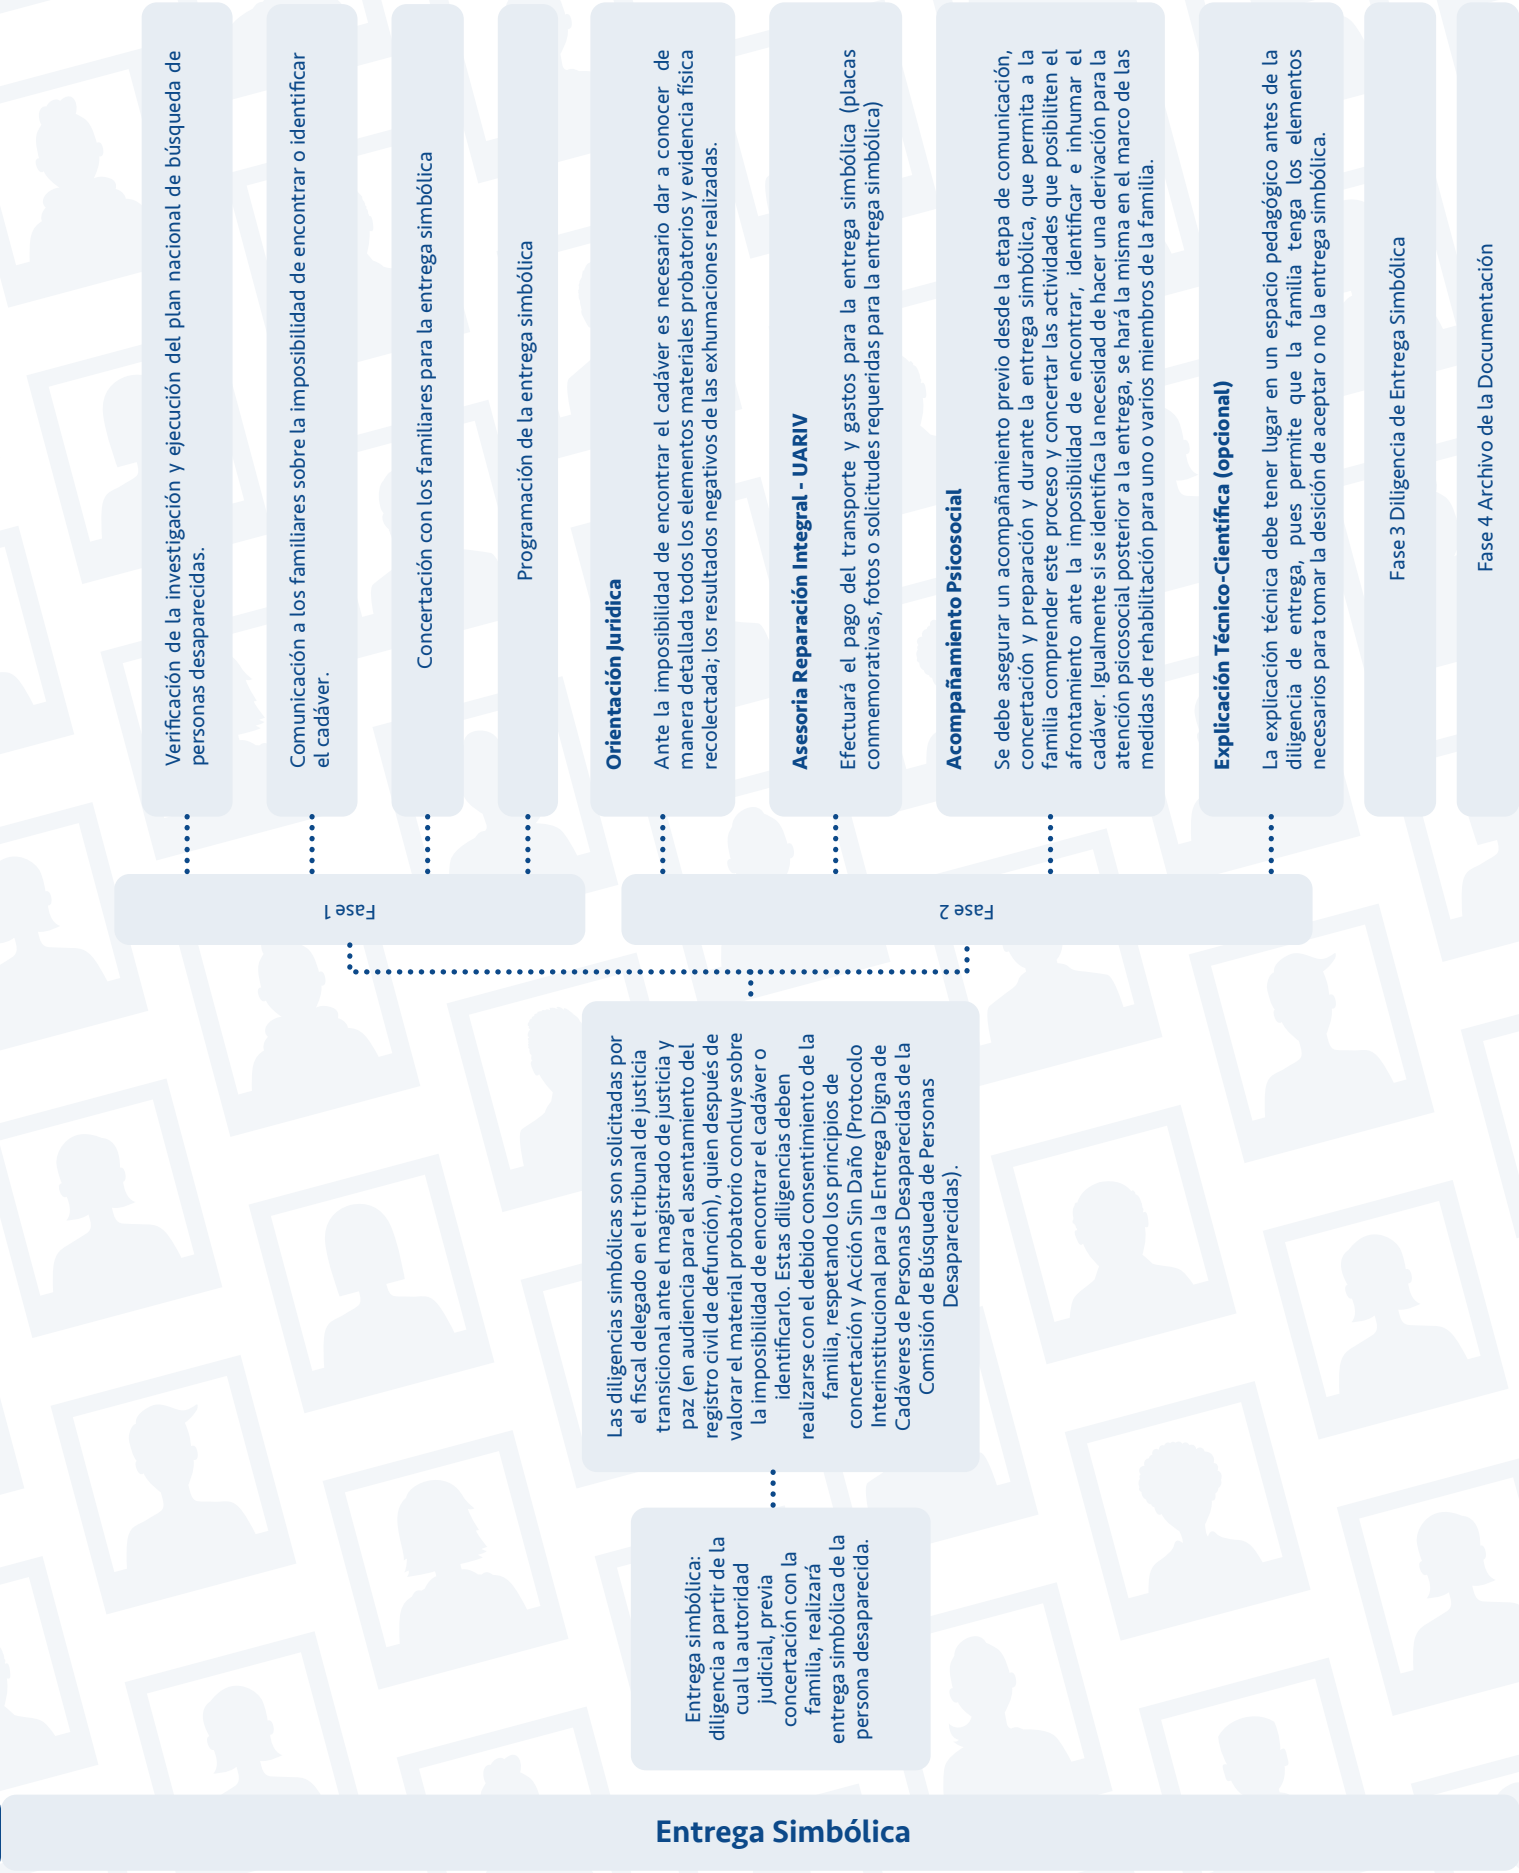 Entrega Simbólica
Entrega simbólica:
diligencia a partir de la
cual la autoridad
judicial, previa
concertación con la
familia, realizará
entrega simbólica de la
persona desaparecida.
Las diligencias simbólicas son solicitadas por
el fiscal delegado en el tribunal de justicia
transicional ante el magistrado de justicia y
paz (en audiencia para el asentamiento del
registro civil de defunción), quien después de
valorar el material probatorio concluye sobre
la imposibilidad de encontrar el cadáver o
identificarlo. Estas diligencias deben
realizarse con el debido consentimiento de la
familia, respetando los principios de
concertación y Acción Sin Daño (Protocolo
Interinstitucional para la Entrega Digna de
Cadáveres de Personas Desaparecidas de la
Comisión de Búsqueda de Personas
Desaparecidas).
Fase 1
Verificación de la investigación y ejecución del plan nacional de búsqueda de
personas desaparecidas.
Comunicación a los familiares sobre la imposibilidad de encontrar o identificar
el cadáver.
Concertación con los familiares para la entrega simbólica
Programación de la entrega simbólica
Fase 2
Orientación Juridica
Ante la imposibilidad de encontrar el cadáver es necesario dar a conocer de
manera detallada todos los elementos materiales probatorios y evidencia física
recolectada; los resultados negativos de las exhumaciones realizadas.
Asesoria Reparación Integral - UARIV
Efectuará el pago del transporte y gastos para la entrega simbólica (placas
conmemorativas, fotos o solicitudes requeridas para la entrega simbólica)
Acompañamiento Psicosocial
Se debe asegurar un acompañamiento previo desde la etapa de comunicación,
concertación y preparación y durante la entrega simbólica, que permita a la
familia comprender este proceso y concertar las actividades que posibiliten el
afrontamiento ante la imposibilidad de encontrar, identificar e inhumar el
cadáver. Igualmente si se identifica la necesidad de hacer una derivación para la
atención psicosocial posterior a la entrega, se hará la misma en el marco de las
medidas de rehabilitación para uno o varios miembros de la familia.
Explicación Técnico-Científica (opcional)
La explicación técnica debe tener lugar en un espacio pedagógico antes de la
diligencia de entrega, pues permite que la familia tenga los elementos
necesarios para tomar la desición de aceptar o no la entrega simbólica.
Fase 3 Diligencia de Entrega Simbólica
Fase 4 Archivo de la Documentación